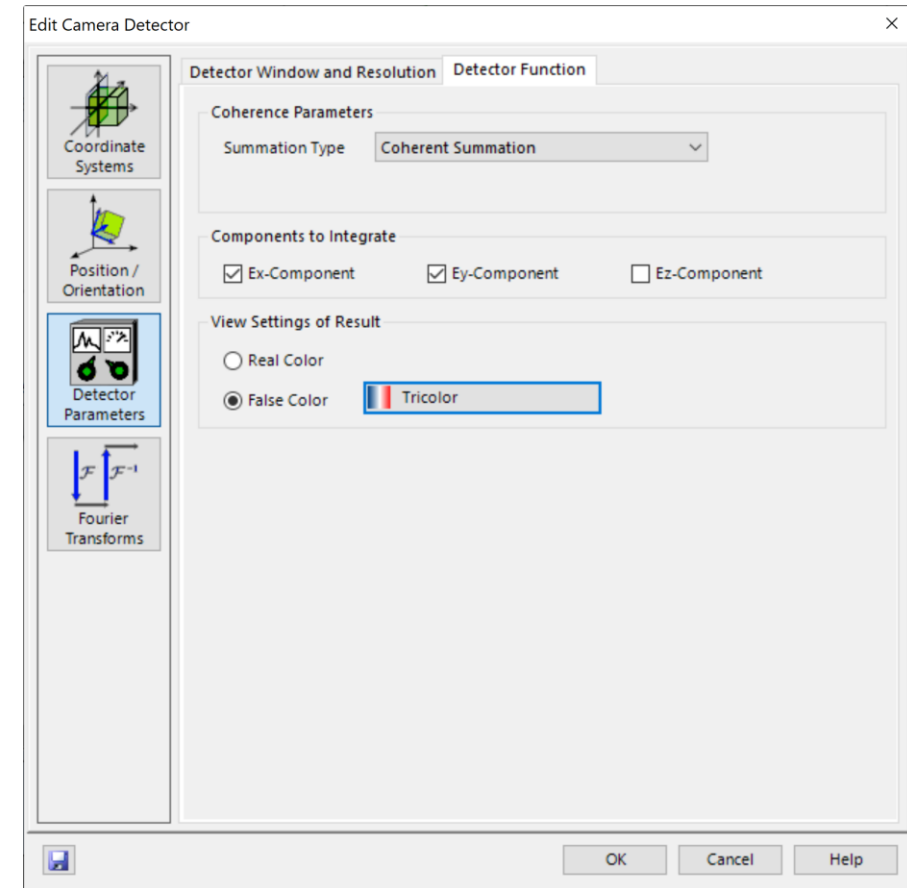 Edit Camera Detector
Coordinate
Systems
Position /
Orientation
Detector
Parameters
ℱ ℱ⁻¹
Fourier
Transforms
Detector Window and Resolution Detector Function
Coherence Parameters
Summation Type Coherent Summation
Components to Integrate
Ex-Component Ey-Component Ez-Component
View Settings of Result
Real Color
False Color Tricolor
OK Cancel Help